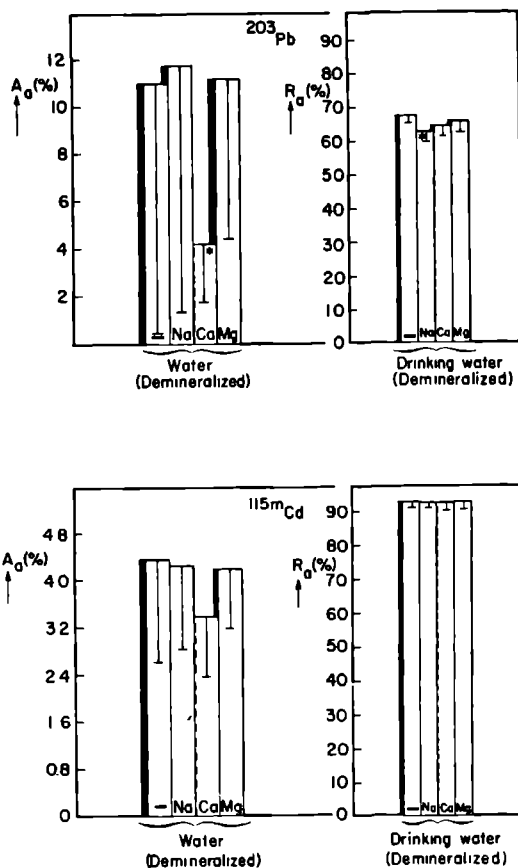 203Pb
Aa(%)
12
10
8
6
4
2
*
— Na Ca Mg
Water
(Demineralized)
Ra(%)
90
80
70
60
50
40
30
20
10
0
*
— Na Ca Mg
Drinking water
(Demineralized)
115mCd
Aa(%)
4.8
4.0
3.2
2.4
1.6
0.8
0
— Na Ca Mg
Water
(Demineralized)
Ra(%)
90
80
70
60
50
40
30
20
10
0
— Na Ca Mg
Drinking water
(Demineralized)